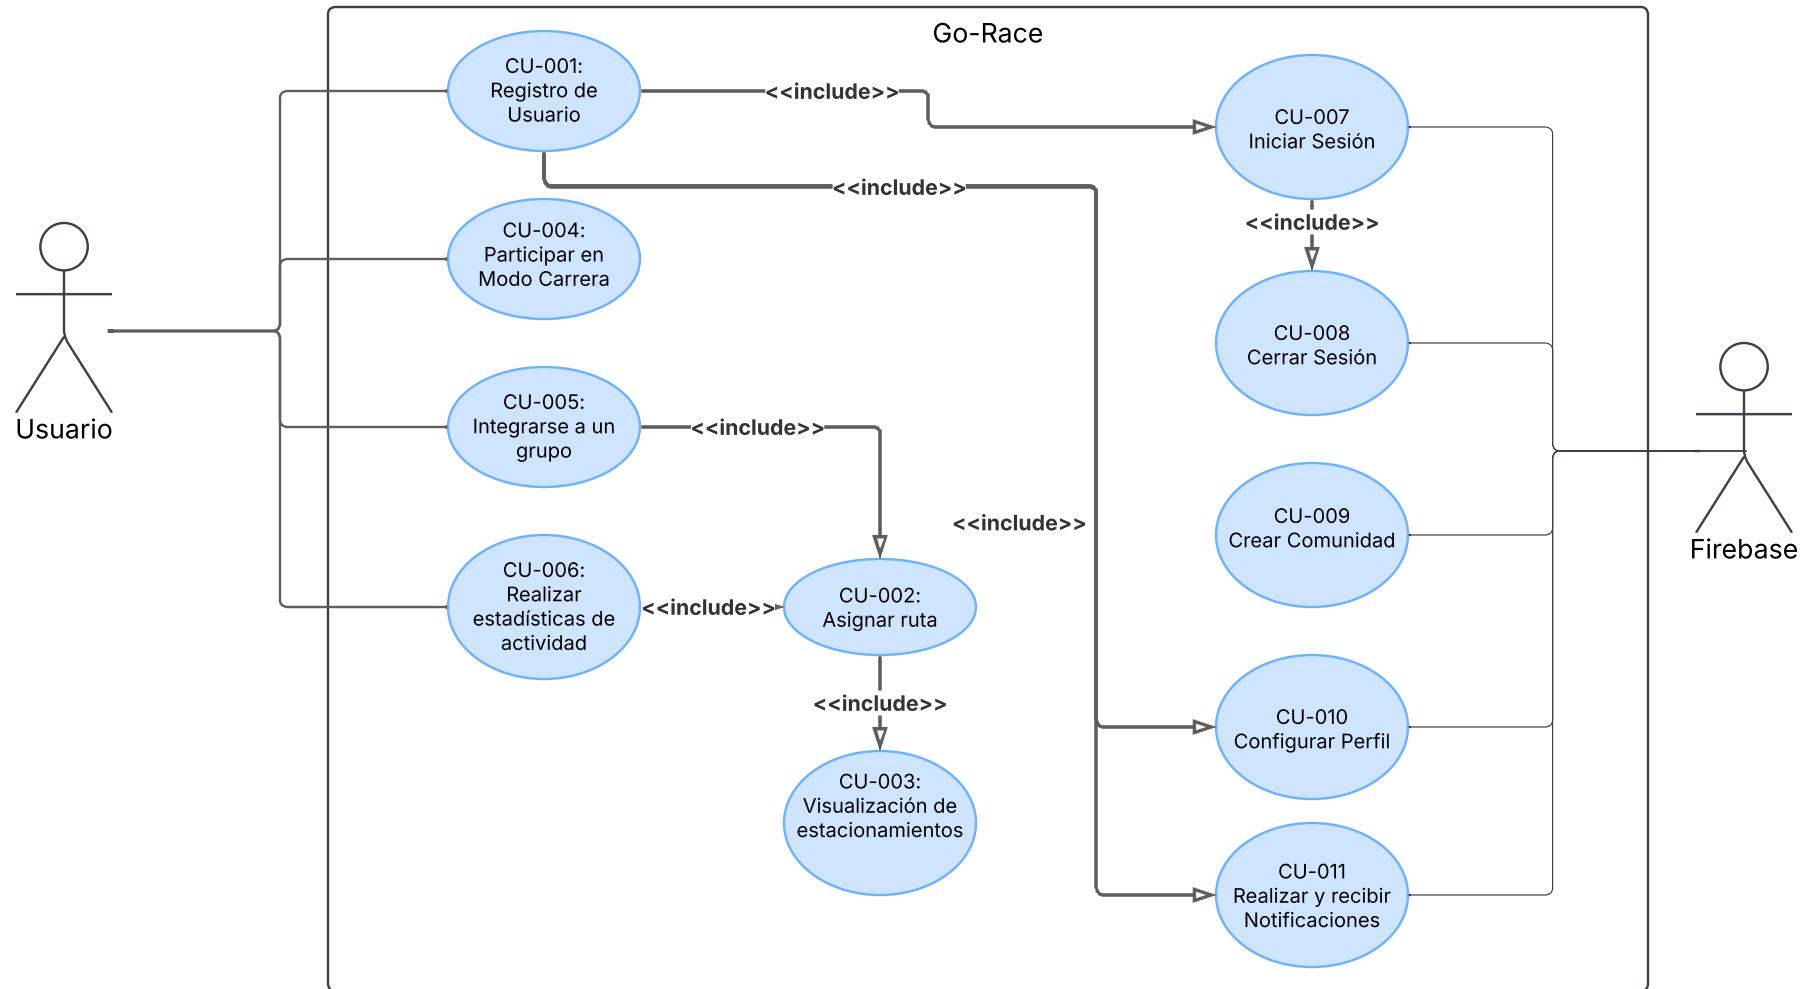 Go-Race
CU-001:
Registro de
Usuario
<<include>>
CU-007
Iniciar Sesión
<<include>>
CU-004:
Participar en
Modo Carrera
<<include>>
CU-008
Cerrar Sesión
Usuario
CU-005:
Integrarse a un
grupo
<<include>>
<<include>>
CU-009
Crear Comunidad
Firebase
CU-006:
Realizar
estadísticas de
actividad
<<include>>
CU-002:
Asignar ruta
<<include>>
CU-010
Configurar Perfil
CU-003:
Visualización de
estacionamientos
CU-011
Realizar y recibir
Notificaciones